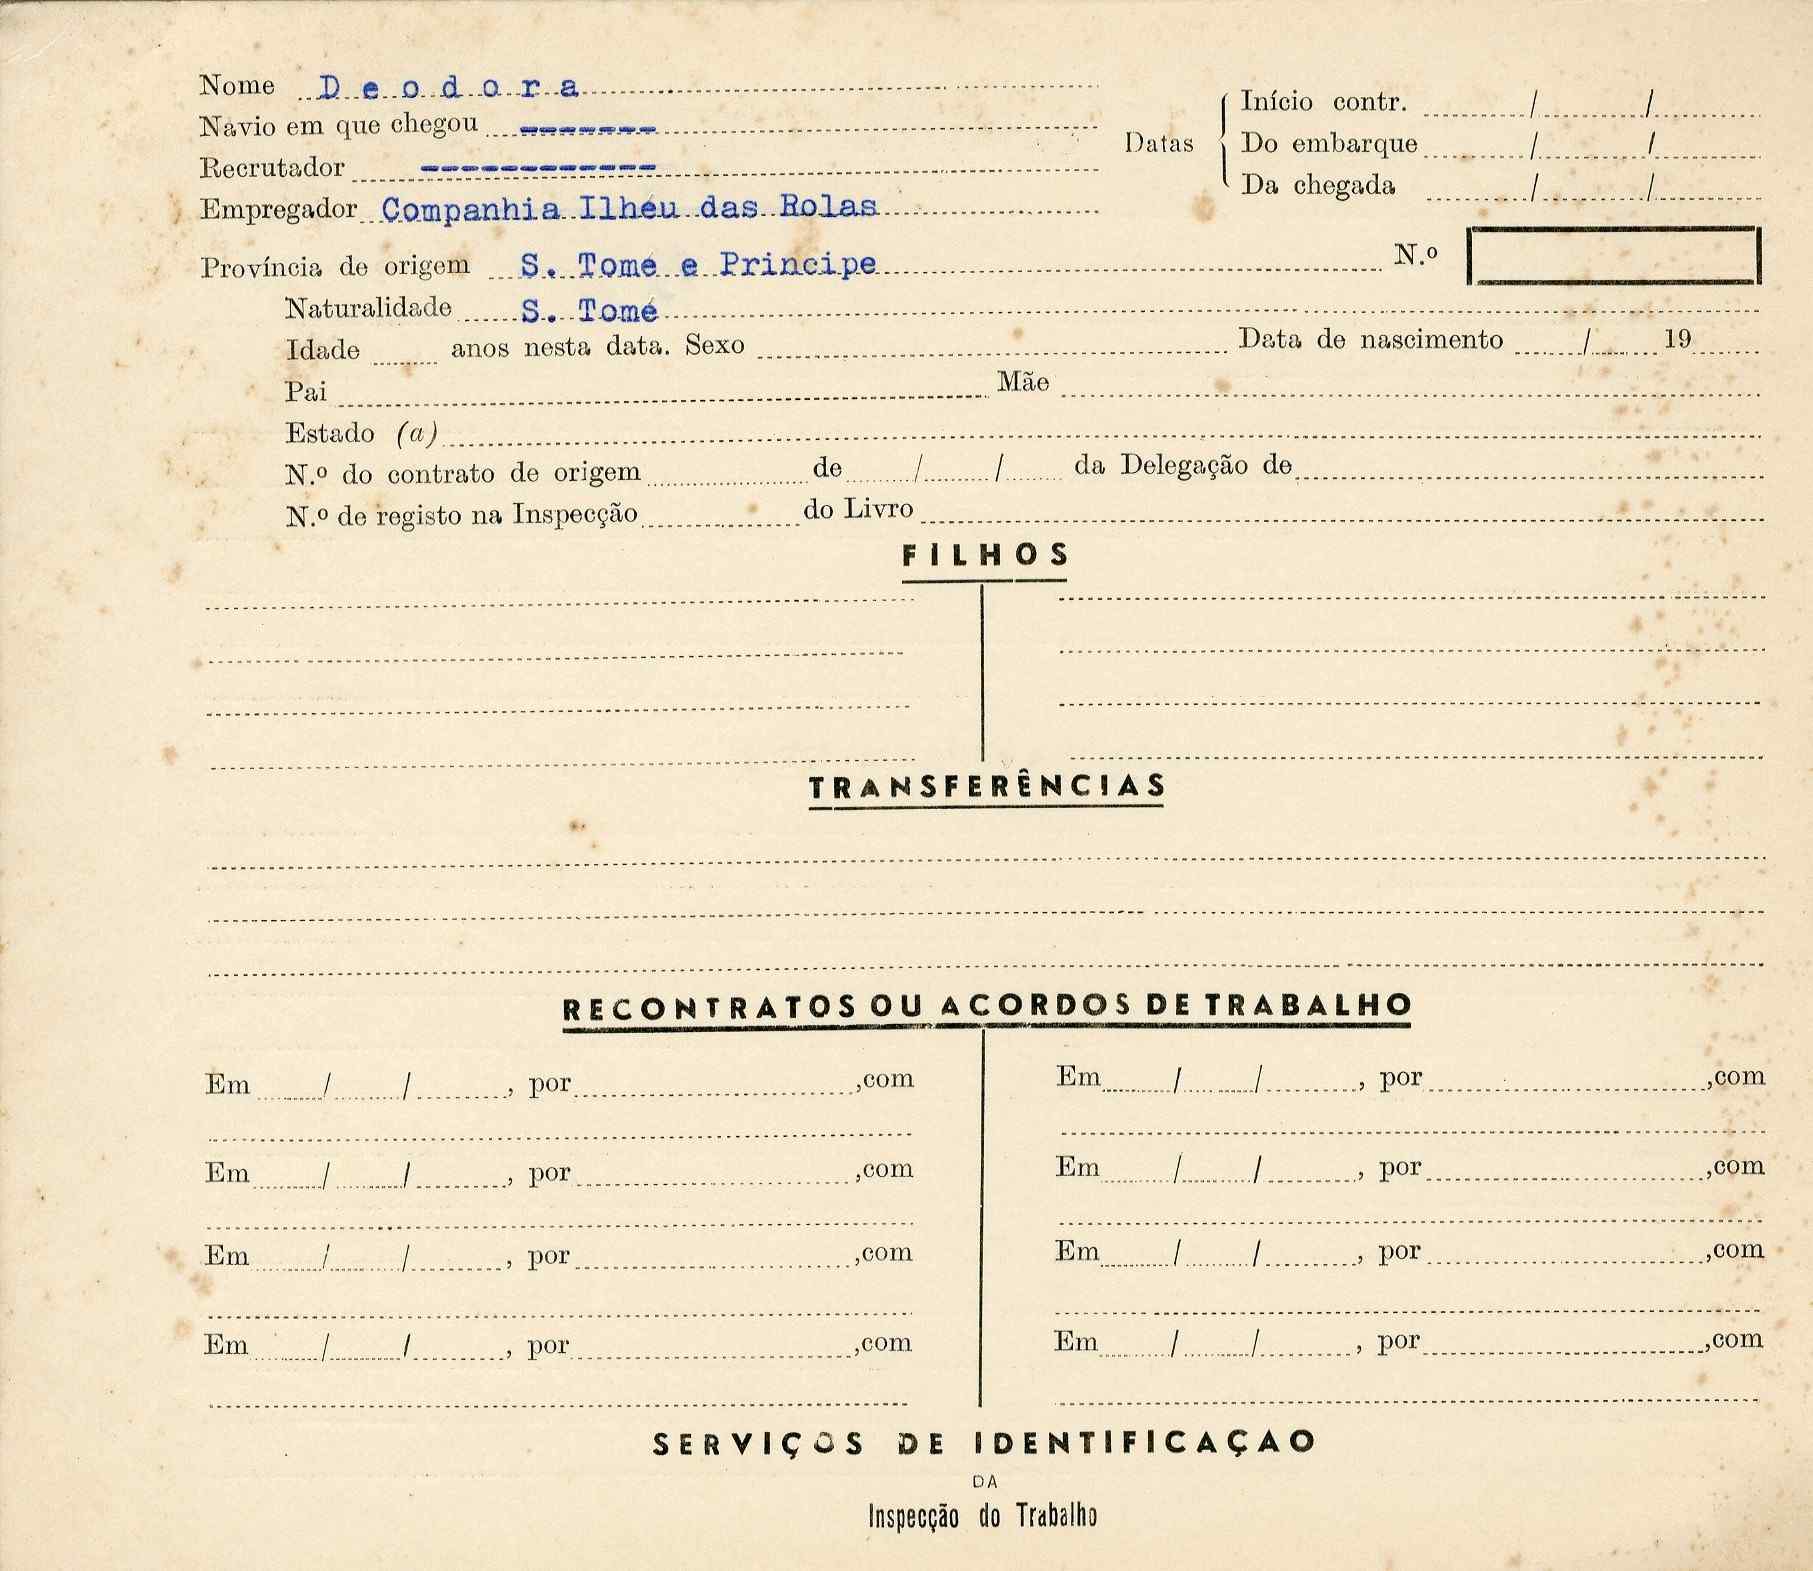 Nome D e o d o r a
Navio em que chegou -------
Recrutador ------------
Empregador Companhia Ilhéu das Rolas
Datas
Início contr. / /
Do embarque / /
Da chegada / /
Província de origem S. Tomé e Principe N.º
Naturalidade S. Tomé
Idade anos nesta data. Sexo Data de nascimento / 19
Pai Mãe
Estado (a)
N.º do contrato de origem de / / da Delegação de
N.º de registo na Inspecção do Livro
FILHOS
TRANSFERÊNCIAS
RECONTRATOS OU ACORDOS DE TRABALHO
Em / / , por ,com
Em / / , por ,com
Em / / , por ,com
Em / / , por ,com
Em / / , por ,com
Em / / , por ,com
Em / / , por ,com
Em / / , por ,com
SERVIÇOS DE IDENTIFICAÇAO
DA
Inspecção do Trabalho